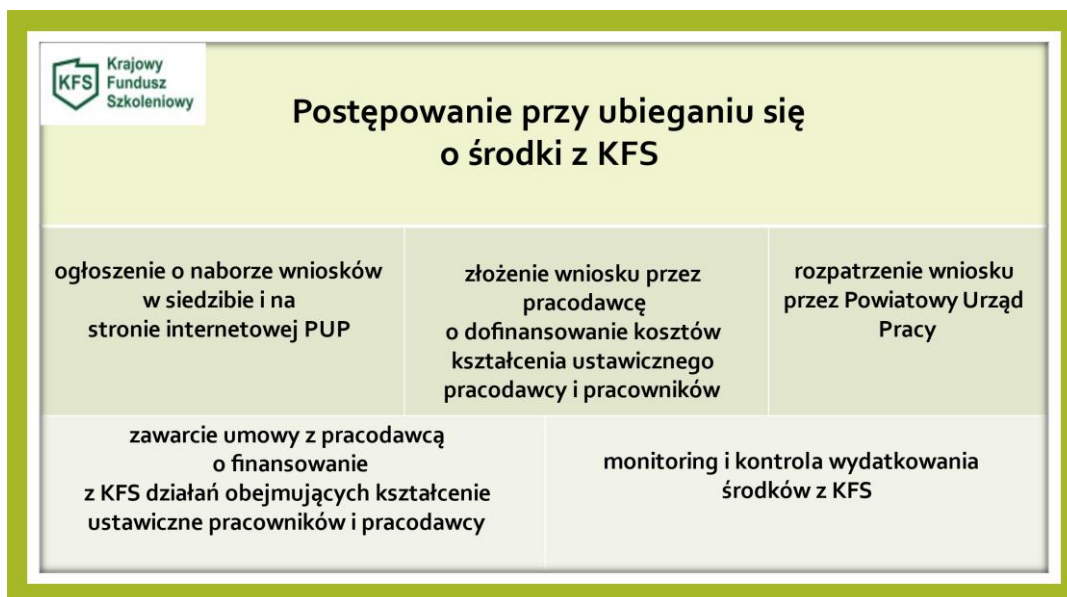 KFS
Krajowy
Fundusz
Szkoleniowy
Postępowanie przy ubieganiu się
o środki z KFS
ogłoszenie o naborze wniosków
w siedzibie i na
stronie internetowej PUP
złożenie wniosku przez
pracodawcę
o dofinansowanie kosztów
kształcenia ustawicznego
pracodawcy i pracowników
rozpatrzenie wniosku
przez Powiatowy Urząd
Pracy
zawarcie umowy z pracodawcą
o finansowanie
z KFS działań obejmujących kształcenie
ustawiczne pracowników i pracodawcy
monitoring i kontrola wydatkowania
środków z KFS